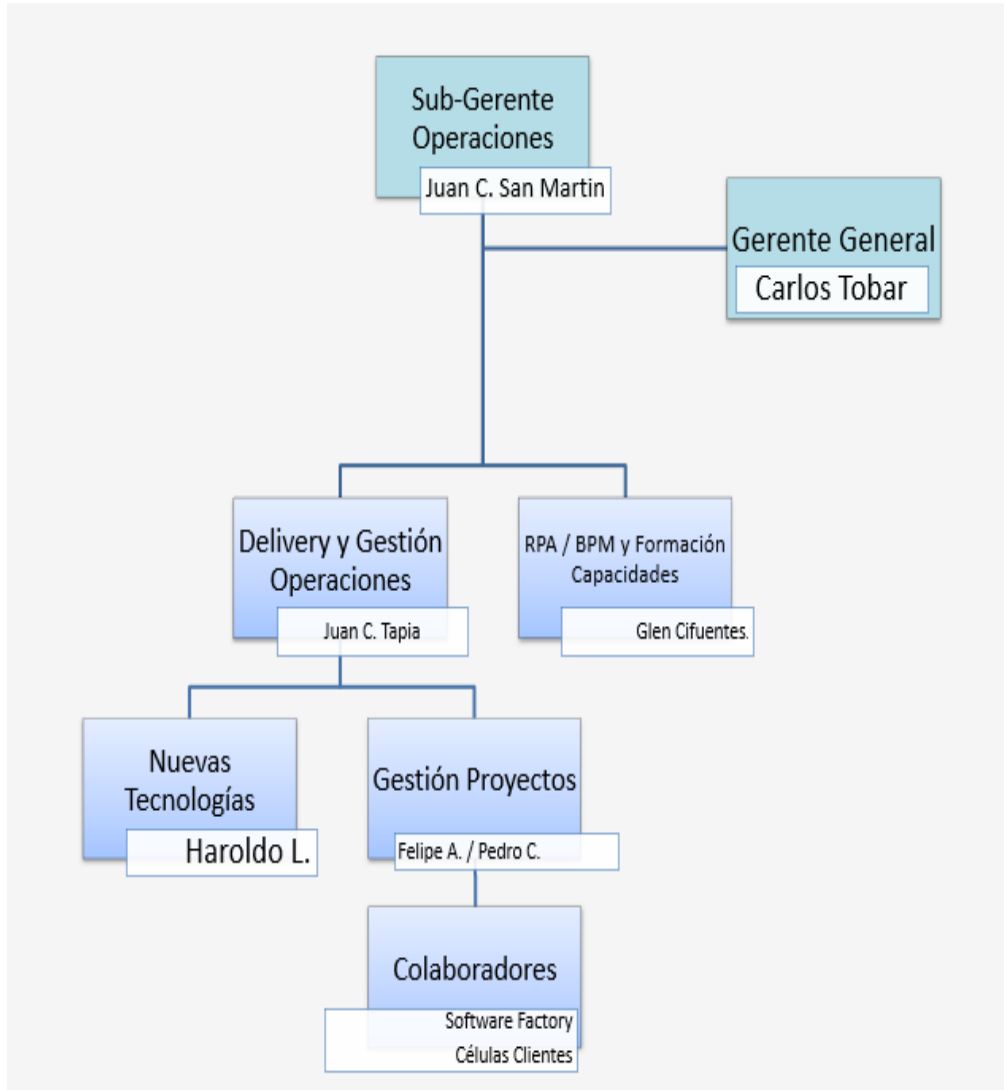 Sub-Gerente
Operaciones
Juan C. San Martin
Gerente General
Carlos Tobar
Delivery y Gestión
Operaciones
Juan C. Tapia
RPA / BPM y Formación
Capacidades
Glen Cifuentes.
Nuevas
Tecnologías
Haroldo L.
Gestión Proyectos
Felipe A. / Pedro C.
Colaboradores
Software Factory
Células Clientes